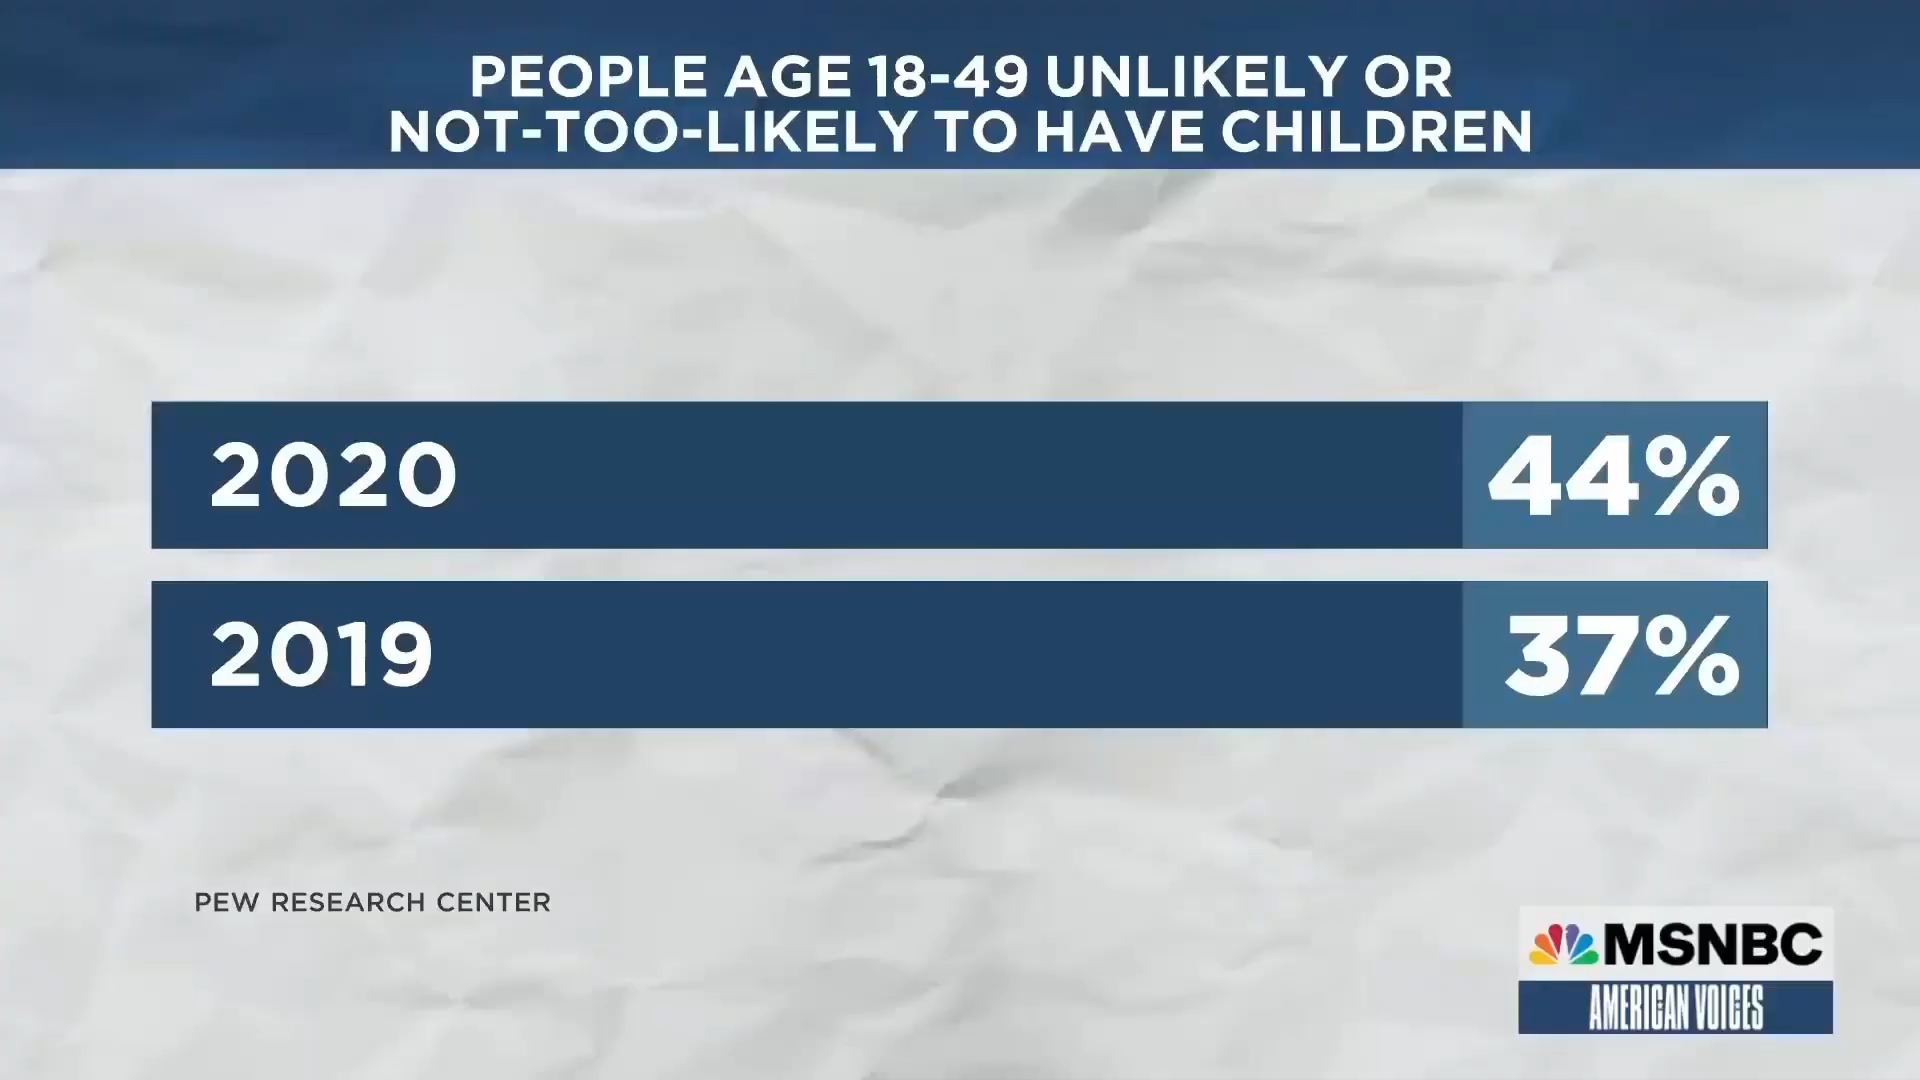 PEOPLE AGE 18-49 UNLIKELY OR
NOT-TOO-LIKELY TO HAVE CHILDREN
2020 44%
2019 37%
PEW RESEARCH CENTER
MSNBC
AMERICAN VOICES